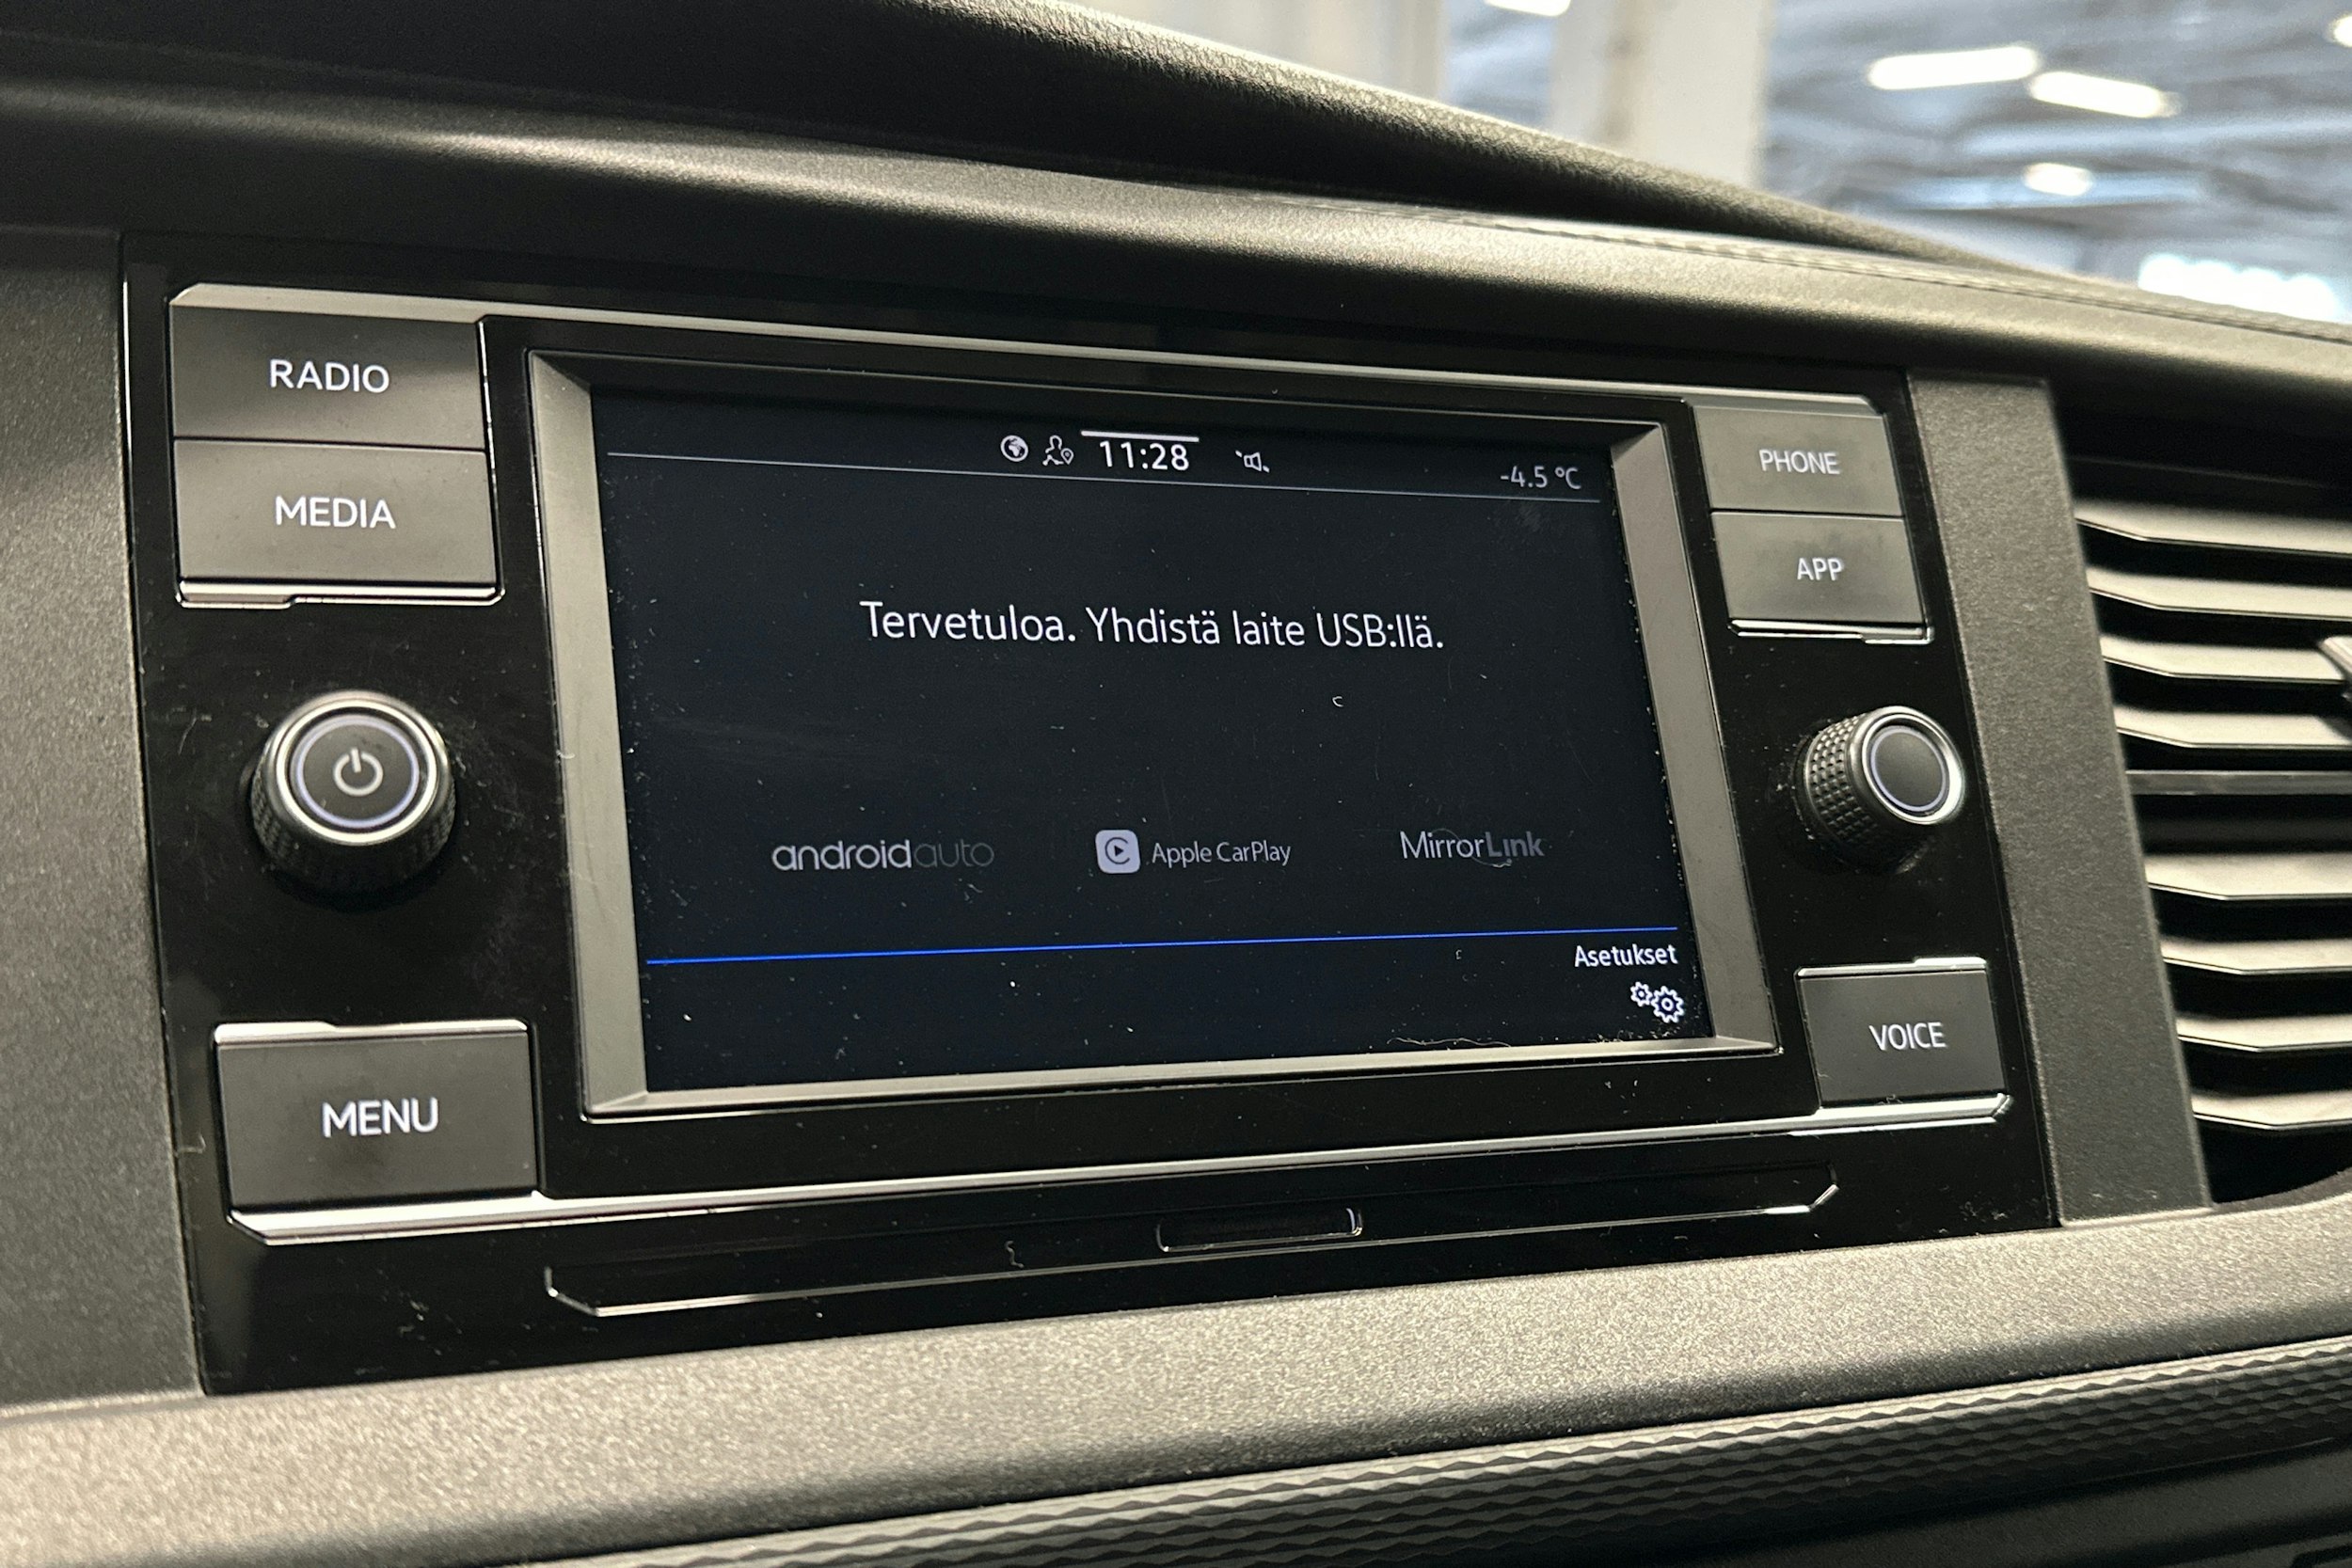 RADIO
MEDIA
MENU
11:28
-4.5 °C
Tervetuloa. Yhdistä laite USB:llä.
androidauto
Apple CarPlay
MirrorLink
Asetukset
PHONE
APP
VOICE